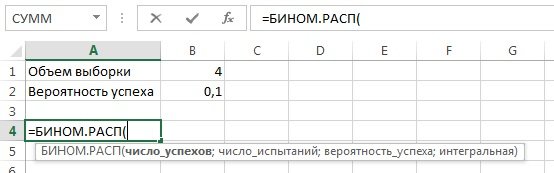 СУММ =БИНОМ.РАСП(
A B C D E F G
1 Объем выборки 4
2 Вероятность успеха 0,1
3
4 =БИНОМ.РАСП(
5 БИНОМ.РАСП(число_успехов; число_испытаний; вероятность_успеха; интегральная)
6